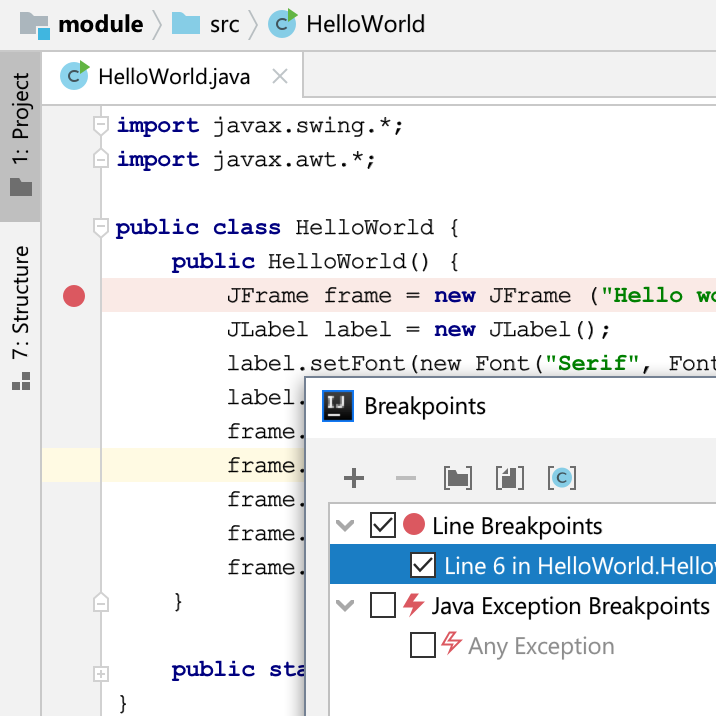 module src C HelloWorld
C HelloWorld.java
1: Project
7: Structure
import javax.swing.*;
import javax.awt.*;
public class HelloWorld {
public HelloWorld() {
JFrame frame = new JFrame ("Hello wo
JLabel label = new JLabel();
label.setFont(new Font("Serif", Font
label.
frame.
frame.
frame.
frame.
frame.
}
public sta
}
IJ Breakpoints
C
Line Breakpoints
Line 6 in HelloWorld.Hello
Java Exception Breakpoints
Any Exception